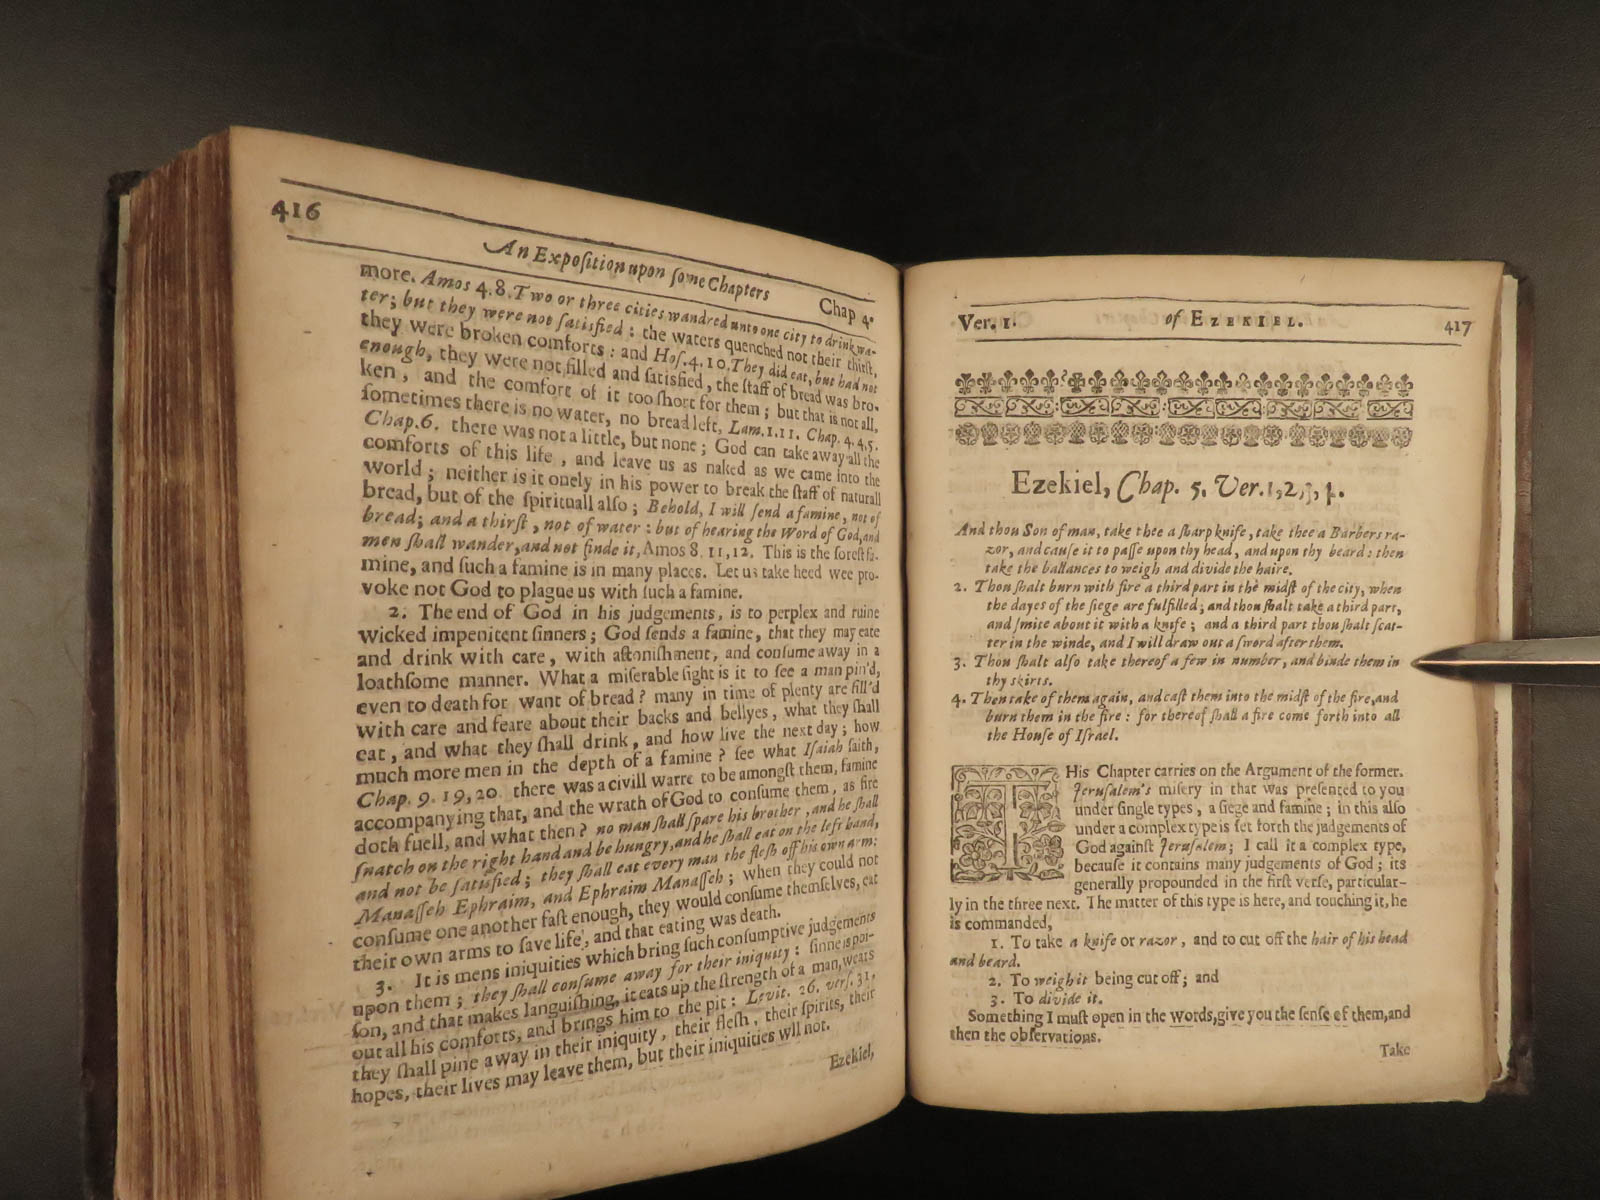 416
An Expoſition upon ſome Chapters
Chap 4.
more. Amos 4.8. Two or three cities wandred unto one city to drink wa-
ter; but they were not ſatisfied: the waters quenched not their thirſt,
they were broken comforts: and Hoſ. 4. 10. They did eat, but had not
enough, they were not filled and ſatisfied, the ſtaff of bread was bro-
ken, and the comfort of it too ſhort for them; but that is not all,
ſometimes there is no water, no bread left, Lam. 1. 11. Chap. 4. 4,5.
Chap. 6. there was not a little, but none; God can take away all the
comforts of this life, and leave us as naked as we came into the
world; neither is it onely in his power to break the ſtaff of naturall
bread, but of the ſpirituall alſo; Behold, I will ſend a famine, not of
bread; and a thirſt, not of water: but of hearing the Word of God, and
men ſhall wander, and not finde it, Amos 8. 11, 12. This is the ſoreſt fa-
mine, and ſuch a famine is in many places. Let us take heed wee pro-
voke not God to plague us with ſuch a famine.
2. The end of God in his judgements, is to perplex and ruine
wicked impenitent ſinners; God ſends a famine, that they may eate
and drink with care, with aſtoniſhment, and conſume away in a
loathſome manner. What a miſerable ſight is it to ſee a man pin'd,
even to death for want of bread? many in time of plenty are fill'd
with care and feare about their backs and bellyes, what they ſhall
eat, and what they ſhall drink, and how live the next day; how
much more men in the depth of a famine? ſee what Iſaiah ſaith,
Chap. 9. 19, 20. there was a civill warre to be amongſt them, famine
accompanying that, and the wrath of God to conſume them, as fire
doth fuell, and what then? no man ſhall ſpare his brother, and he ſhall
ſnatch on the right hand and be hungry, and he ſhall eat on the left hand,
and not be ſatisfied; they ſhall eat every man the fleſh off his own arm:
Manaſſeh Ephraim, and Ephraim Manaſſeh; when they could not
conſume one another faſt enough, they would conſume themſelves, eat
their own arms to ſave life, and that eating was death.
3. It is mens iniquities which bring ſuch conſumptive judgements
upon them; they ſhall conſume away for their iniquity: ſinne is poi-
ſon, and that makes languiſhing, it eats up the ſtrength of a man, wears
out all his comforts, and brings him to the pit: Levit. 26. verſ. 31,
they ſhall pine away in their iniquity, their fleſh, their ſpirits, their
hopes, their lives may leave them, but their iniquities wll not.
Ezekiel,
Ver. 1.
of EZEKIEL.
417
Ezekiel, Chap. 5. Ver. 1, 2, 3, 4.
And thou Son of man, take thee a ſharp knife, take thee a Barbers ra-
zor, and cauſe it to paſſe upon thy head, and upon thy beard: then
take the ballances to weigh and divide the haire.
2. Thou ſhalt burn with fire a third part in the midſt of the city, when
the dayes of the ſiege are fulfilled; and thou ſhalt take a third part,
and ſmite about it with a knife; and a third part thou ſhalt ſcat-
ter in the winde, and I will draw out a ſword after them.
3. Thou ſhalt alſo take thereof a few in number, and binde them in
thy skirts.
4. Then take of them again, and caſt them into the midſt of the fire, and
burn them in the fire: for thereof ſhall a fire come forth into all
the Houſe of Iſrael.
THis Chapter carries on the Argument of the former.
Jeruſalem's miſery in that was preſented to you
under ſingle types, a ſiege and famine; in this alſo
under a complex type is ſet forth the judgements of
God againſt Jeruſalem; I call it a complex type,
becauſe it contains many judgements of God; its
generally propounded in the firſt verſe, particular-
ly in the three next. The matter of this type is here, and touching it, he
is commanded,
1. To take a knife or razor, and to cut off the hair of his head
and beard.
2. To weigh it being cut off; and
3. To divide it.
Something I muſt open in the words, give you the ſenſe of them, and
then the obſervations.
Take